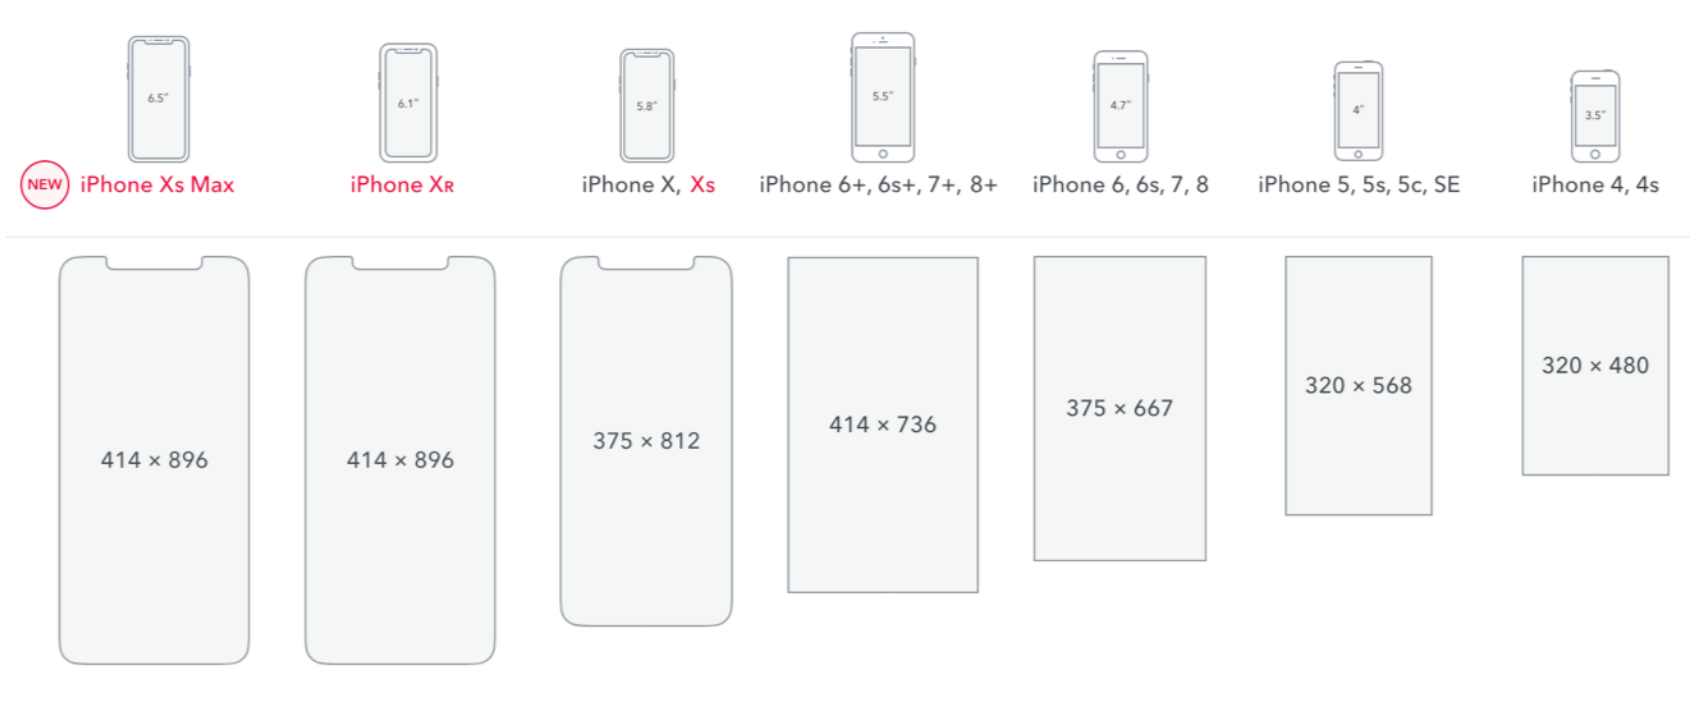 6.5″
6.1″
5.8″
5.5″
4.7″
4″
3.5″
NEW
iPhone Xs Max
iPhone XR
iPhone X, Xs
iPhone 6+, 6s+, 7+, 8+
iPhone 6, 6s, 7, 8
iPhone 5, 5s, 5c, SE
iPhone 4, 4s
414 × 896
414 × 896
375 × 812
414 × 736
375 × 667
320 × 568
320 × 480